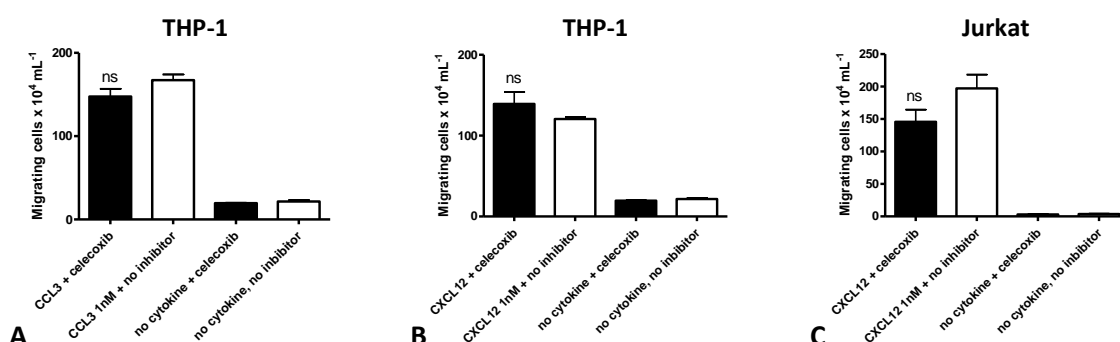 THP-1
Migrating cells x 10⁴ mL⁻¹
200
100
0
ns
CCL3 + celecoxib
CCL3 1nM + no inhibitor
no cytokine + celecoxib
no cytokine, no inbibitor
A
THP-1
Migrating cells x 10⁴ mL⁻¹
200
100
0
ns
CXCL12 + celecoxib
CXCL12 1nM + no inhibitor
no cytokine + celecoxib
no cytokine, no inbibitor
B
Jurkat
Migrating cells x 10⁴ mL⁻¹
250
200
150
100
50
0
ns
CXCL12 + celecoxib
CXCL12 1nM + no inhibitor
no cytokine + celecoxib
no cytokine, no inbibitor
C